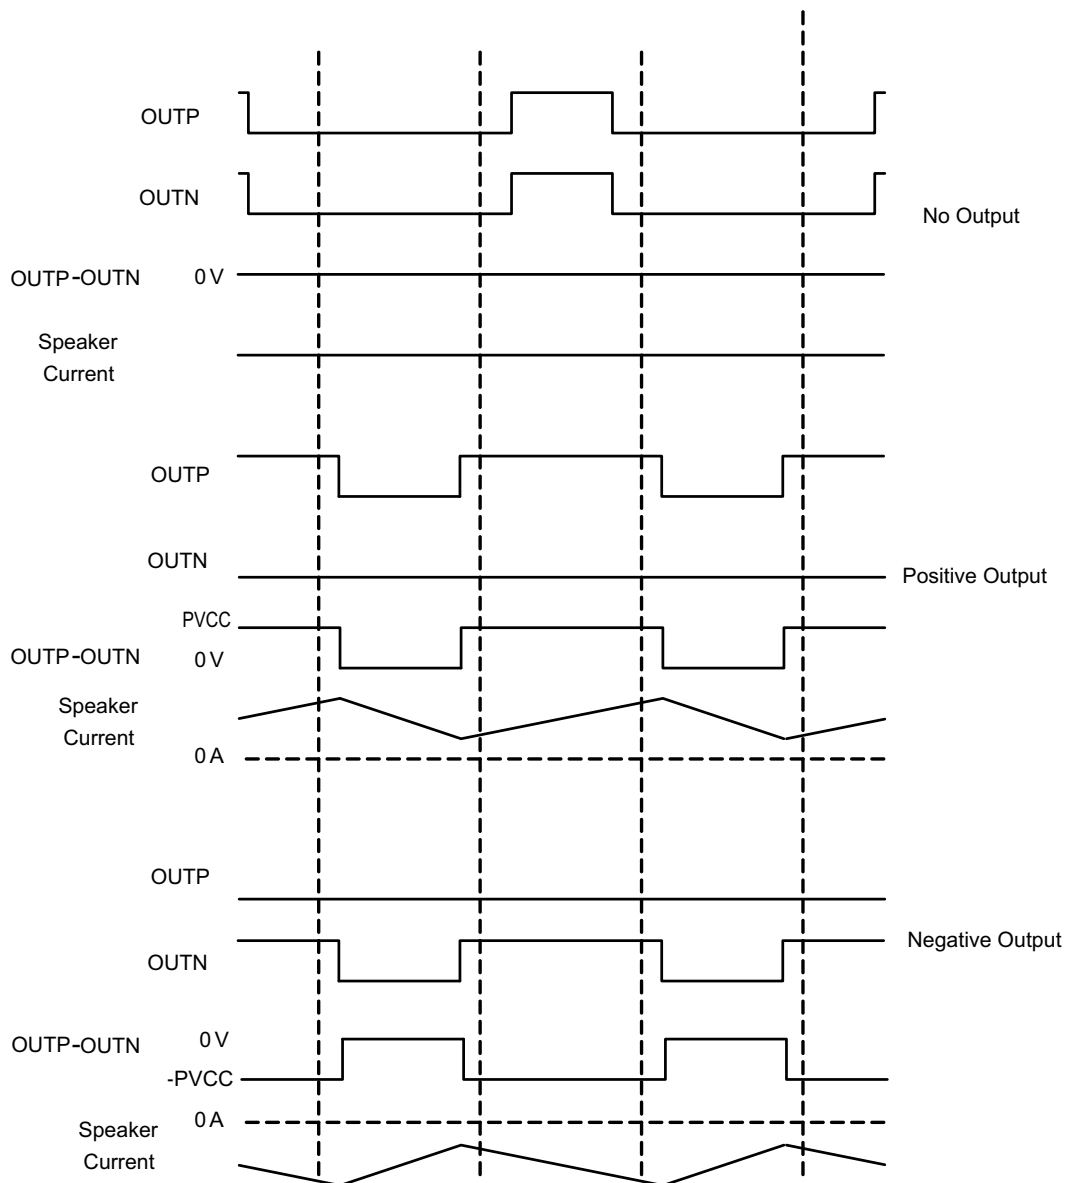 OUTP
OUTN
No Output
OUTP-OUTN 0 V
Speaker
Current
OUTP
OUTN
Positive Output
PVCC
OUTP-OUTN 0 V
Speaker
Current
0 A
OUTP
Negative Output
OUTN
OUTP-OUTN 0 V
-PVCC
0 A
Speaker
Current